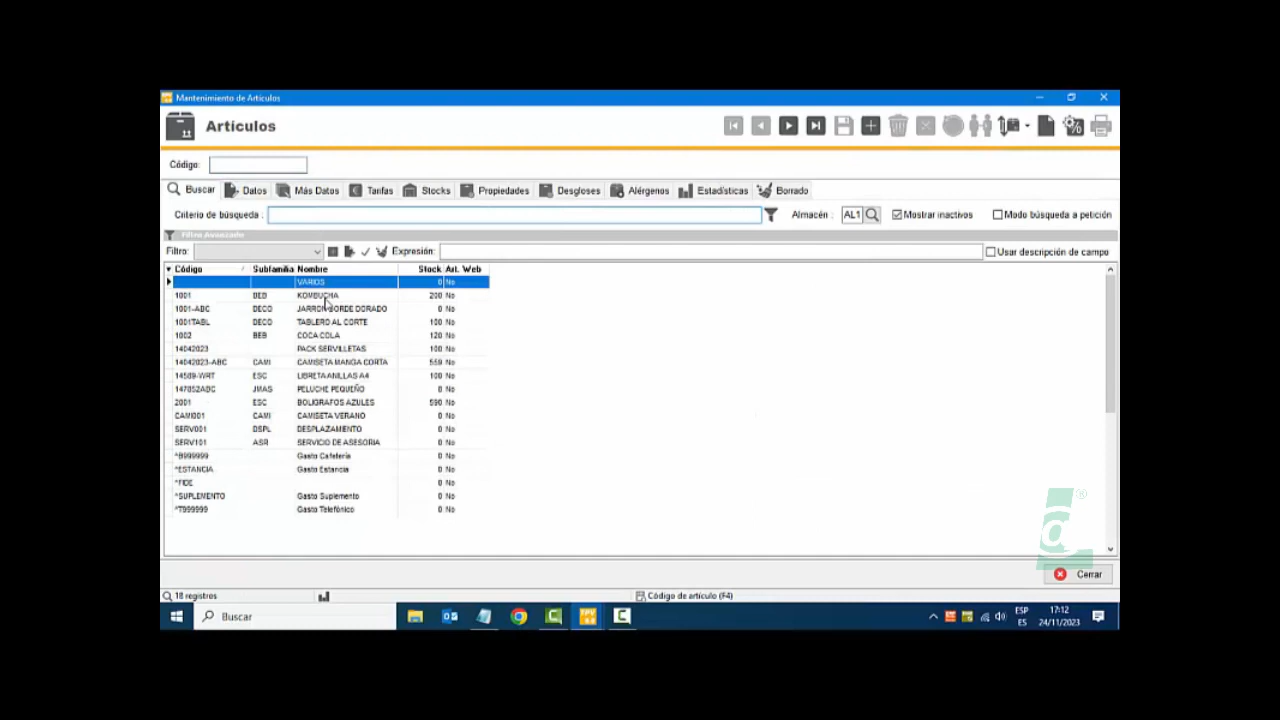 Mantenimiento de Artículos
Artículos
Código:
Buscar Datos Más Datos Tarifas Stocks Propiedades Desgloses Alérgenos Estadísticas Borrado
Criterio de búsqueda : Almacén : AL1 Mostrar inactivos Modo búsqueda a petición
Filtro Avanzado
Filtro: Expresión: Usar descripción de campo
Código Subfamilia Nombre Stock Art. Web
VARIOS 0 No
1001 BEB KOMBUCHA 200 No
1001-ABC DECO JARRON BORDE DORADO 0 No
1001TABL DECO TABLERO AL CORTE 100 No
1002 BEB COCA COLA 120 No
14042023 PACK SERVILLETAS 100 No
14042023-ABC CAMI CAMISETA MANGA CORTA 559 No
14589-WRT ESC LIBRETA ANILLAS A4 100 No
147852ABC JMAS PELUCHE PEQUEÑO 0 No
2001 ESC BOLIGRAFOS AZULES 590 No
CAMI001 CAMI CAMISETA VERANO 0 No
SERV001 DSPL DESPLAZAMENTO 0 No
SERV101 ASR SERVICIO DE ASESORIA 0 No
^B999999 Gasto Cafetería 0 No
^ESTANCIA Gasto Estancia 0 No
^FIDE 0 No
^SUPLEMENTO Gasto Suplemento 0 No
^T999999 Gasto Telefónico 0 No
Cerrar
18 registros Código de artículo (F4)
Buscar ESP 17:12
ES 24/11/2023